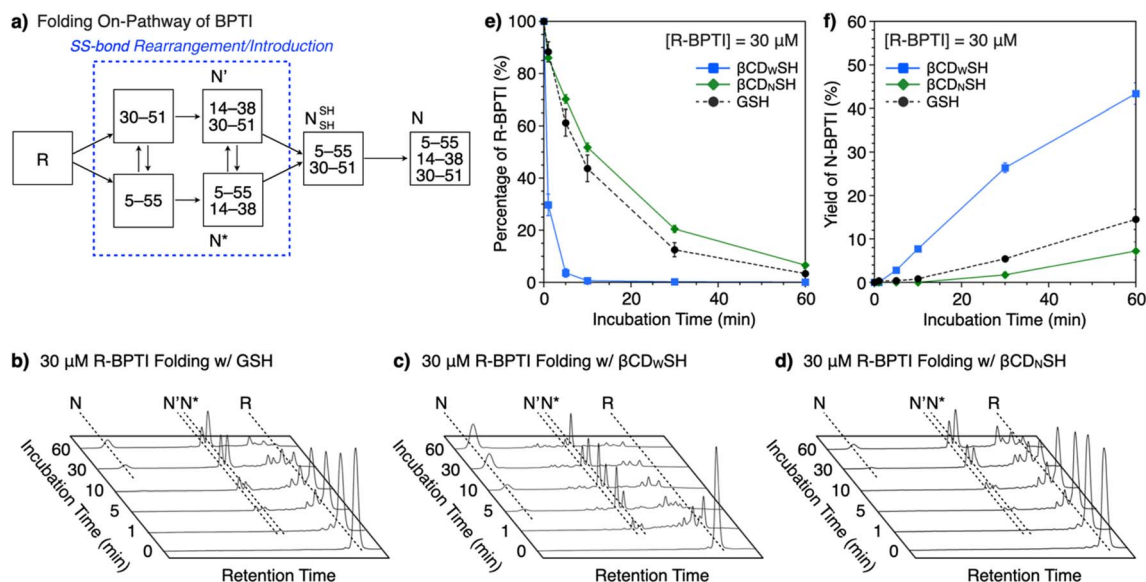 a) Folding On-Pathway of BPTI
SS-bond Rearrangement/Introduction
N'
R
30–51
14–38
30–51
5–55
5–55
14–38
N*
N SH SH
5–55
30–51
N
5–55
14–38
30–51
e)
Percentage of R-BPTI (%)
100
80
60
40
20
0
[R-BPTI] = 30 μM
βCDWSH
βCDNSH
GSH
0 20 40 60
Incubation Time (min)
f)
Yield of N-BPTI (%)
60
50
40
30
20
10
0
[R-BPTI] = 30 μM
βCDWSH
βCDNSH
GSH
0 20 40 60
Incubation Time (min)
b) 30 μM R-BPTI Folding w/ GSH
N N'N* R
60
30
10
5
1
0
Incubation Time (min)
Retention Time
c) 30 μM R-BPTI Folding w/ βCDWSH
N N'N* R
60
30
10
5
1
0
Incubation Time (min)
Retention Time
d) 30 μM R-BPTI Folding w/ βCDNSH
N N'N* R
60
30
10
5
1
0
Incubation Time (min)
Retention Time